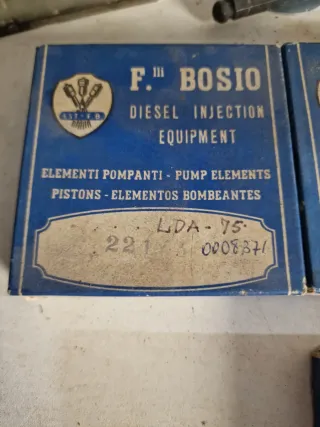 F.lli BOSIO
DIESEL INJECTION
EQUIPMENT
ELEMENTI POMPANTI - PUMP ELEMENTS
PISTONS - ELEMENTOS BOMBEANTES
LDA - 75.
221
0008371